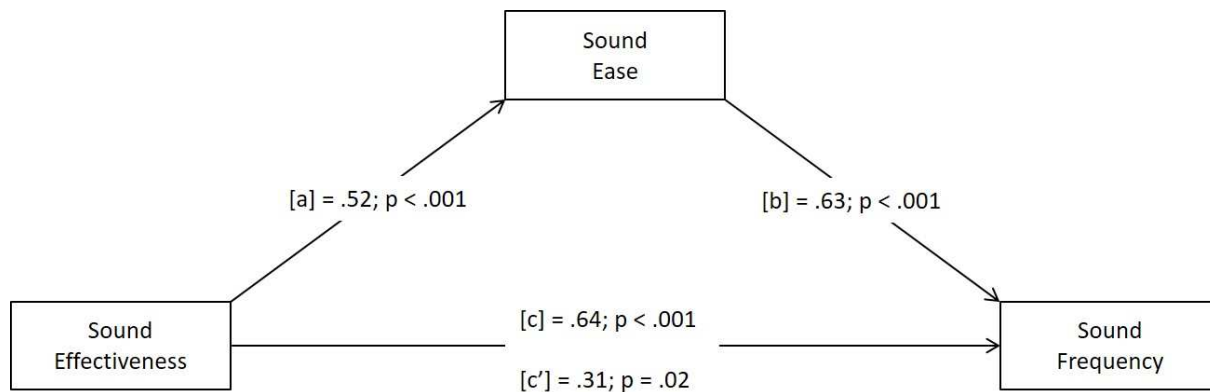 Sound
Ease
[a] = .52; p < .001
[b] = .63; p < .001
Sound
Effectiveness
[c] = .64; p < .001
[c’] = .31; p = .02
Sound
Frequency